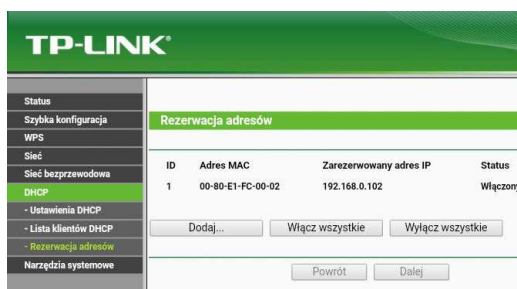 TP-LINK®
Status
Szybka konfiguracja
WPS
Sieć
Sieć bezprzewodowa
DHCP
- Ustawienia DHCP
- Lista klientów DHCP
- Rezerwacja adresów
Narzędzia systemowe
Rezerwacja adresów
ID Adres MAC Zarezerwowany adres IP Status
1 00-80-E1-FC-00-02 192.168.0.102 Włączony
Dodaj... Włącz wszystkie Wyłącz wszystkie
Powrót Dalej